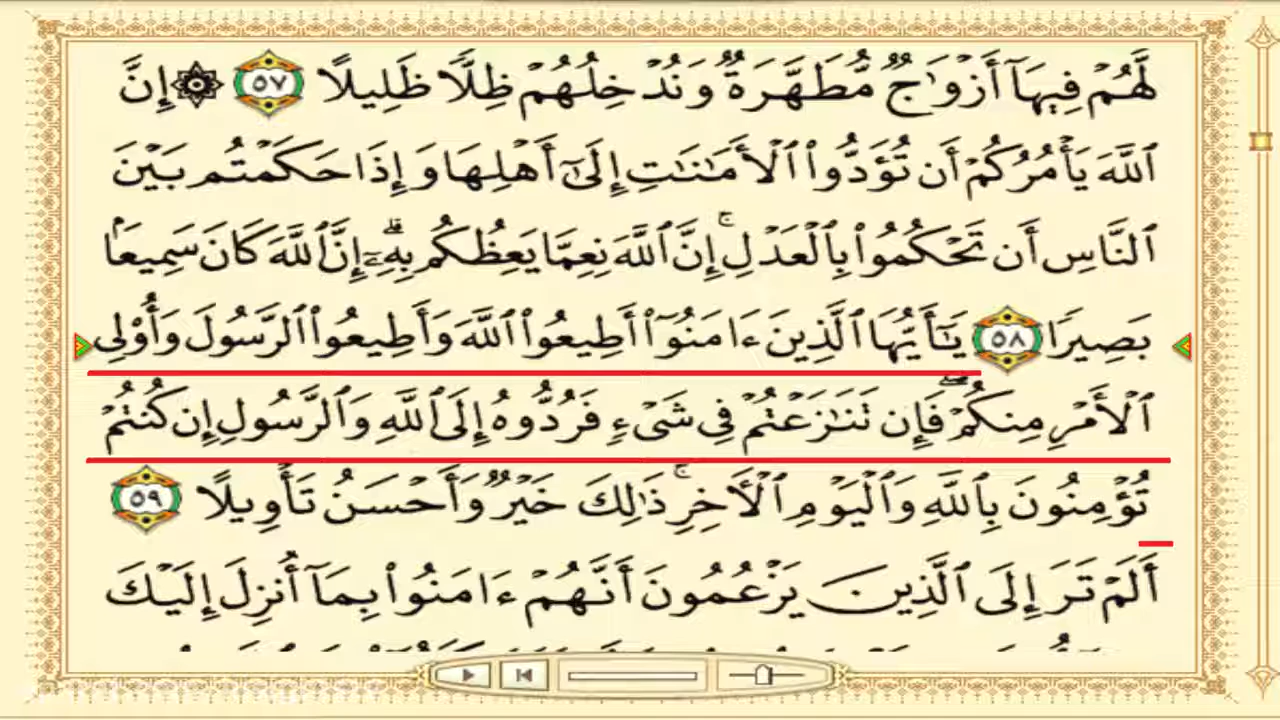 لَّهُمْ فِيهَآ أَزْوَٰجٌ مُّطَهَّرَةٌ وَنُدْخِلُهُمْ ظِلًّا ظَلِيلًا ٥٧ ۞ إِنَّ
ٱللَّهَ يَأْمُرُكُمْ أَن تُؤَدُّوا۟ ٱلْأَمَٰنَٰتِ إِلَىٰٓ أَهْلِهَا وَإِذَا حَكَمْتُم بَيْنَ
ٱلنَّاسِ أَن تَحْكُمُوا۟ بِٱلْعَدْلِ ۚ إِنَّ ٱللَّهَ نِعِمَّا يَعِظُكُم بِهِۦٓ ۗ إِنَّ ٱللَّهَ كَانَ سَمِيعًۢا
بَصِيرًا ٥٨ يَٰٓأَيُّهَا ٱلَّذِينَ ءَامَنُوٓا۟ أَطِيعُوا۟ ٱللَّهَ وَأَطِيعُوا۟ ٱلرَّسُولَ وَأُو۟لِى
ٱلْأَمْرِ مِنكُمْ ۖ فَإِن تَنَٰزَعْتُمْ فِى شَىْءٍ فَرُدُّوهُ إِلَى ٱللَّهِ وَٱلرَّسُولِ إِن كُنتُمْ
تُؤْمِنُونَ بِٱللَّهِ وَٱلْيَوْمِ ٱلْأَخِرِ ۚ ذَٰلِكَ خَيْرٌ وَأَحْسَنُ تَأْوِيلًا ٥٩
أَلَمْ تَرَ إِلَى ٱلَّذِينَ يَزْعُمُونَ أَنَّهُمْ ءَامَنُوا۟ بِمَآ أُنزِلَ إِلَيْكَ